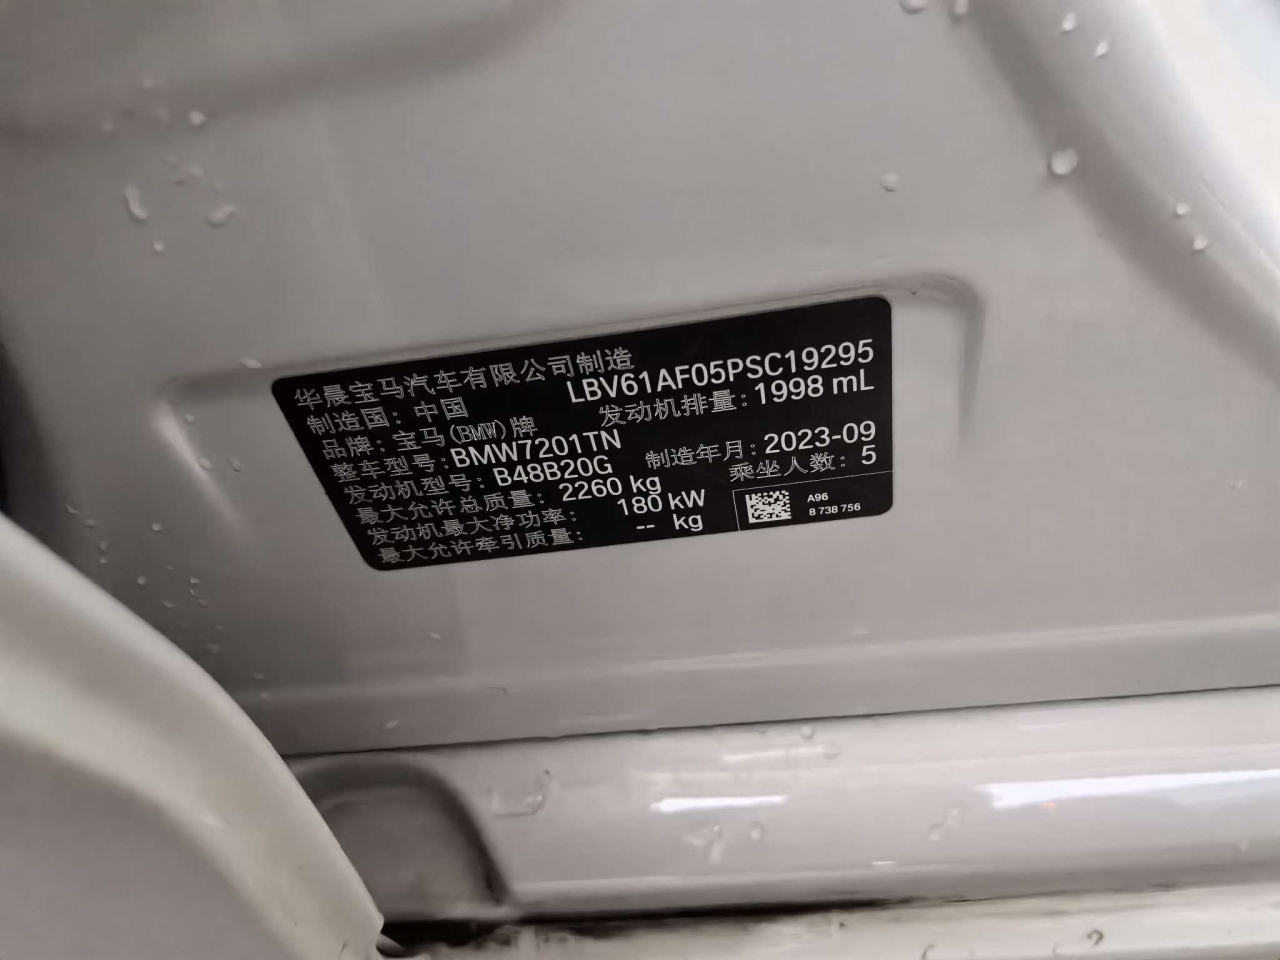 华晨宝马汽车有限公司制造
LBV61AF05PSC19295
制造国: 中国
发动机排量: 1998 mL
品牌: 宝马(BMW)牌
整车型号: BMW7201TN
制造年月: 2023-09
发动机型号: B48B20G
乘坐人数: 5
最大允许总质量: 2260 kg
发动机最大净功率: 180 kW
最大允许牵引质量: -- kg
A96
8 738 756